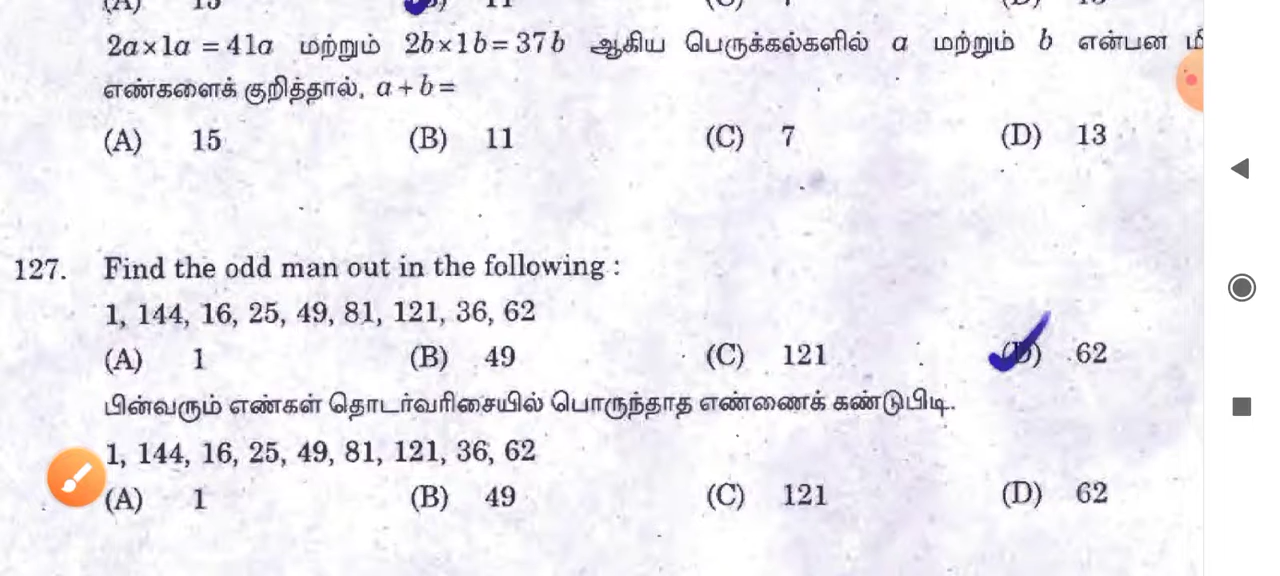 (A) 15 11
2a×1a = 41a மற்றும் 2b×1b = 37b ஆகிய பெருக்கல்களில் a மற்றும் b என்பன
எண்களைக் குறித்தால், a + b =
(A) 15 (B) 11 (C) 7 (D) 13
127. Find the odd man out in the following :
1, 144, 16, 25, 49, 81, 121, 36, 62
(A) 1 (B) 49 (C) 121 (D) 62
பின்வரும் எண்கள் தொடர்வரிசையில் பொருந்தாத எண்ணைக் கண்டுபிடி.
1, 144, 16, 25, 49, 81, 121, 36, 62
(A) 1 (B) 49 (C) 121 (D) 62